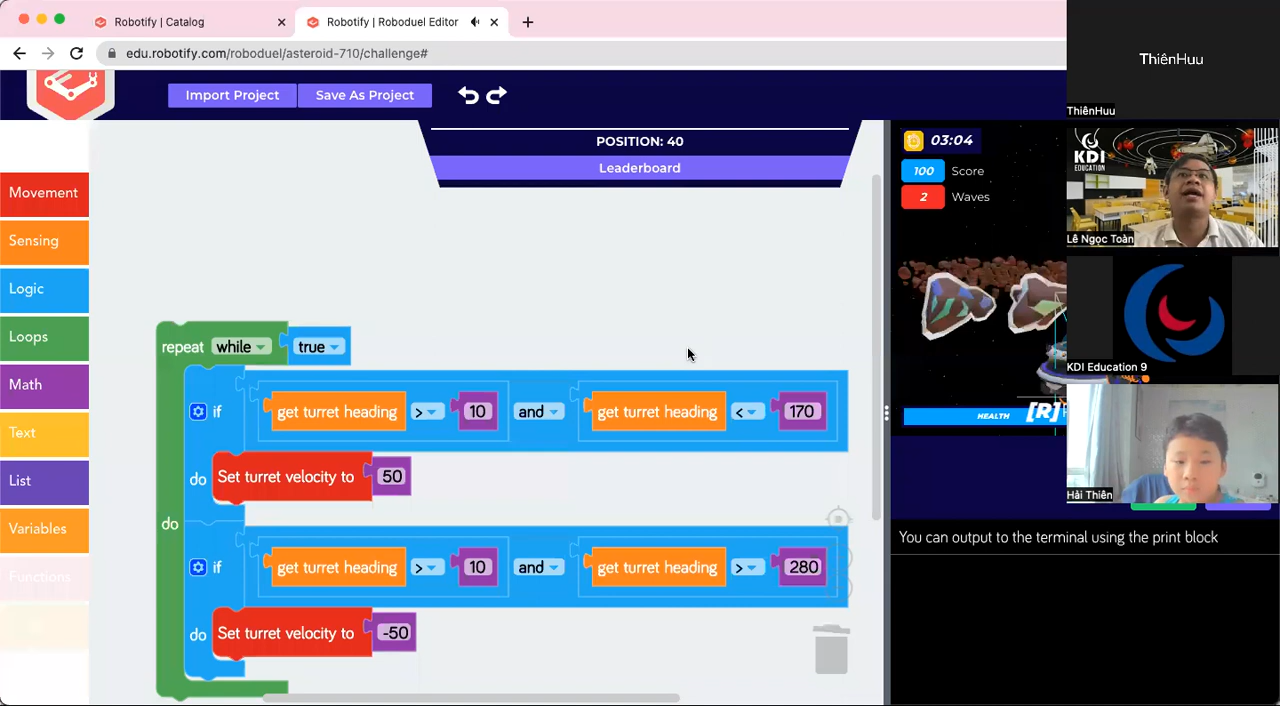 Robotify | Catalog
Robotify | Roboduel Editor
edu.robotify.com/roboduel/asteroid-710/challenge#
Import Project
Save As Project
POSITION: 40
Leaderboard
Movement
Sensing
Logic
Loops
Math
Text
List
Variables
Functions
repeat while true
if get turret heading > 10 and get turret heading < 170
do Set turret velocity to 50
do
if get turret heading > 10 and get turret heading > 280
do Set turret velocity to -50
03:04
100 Score
2 Waves
HEALTH
[R]
You can output to the terminal using the print block
ThiênHuu
ThiênHuu
KDI
EDUCATION
Lê Ngọc Toàn
KDI Education 9
Hải Thiên